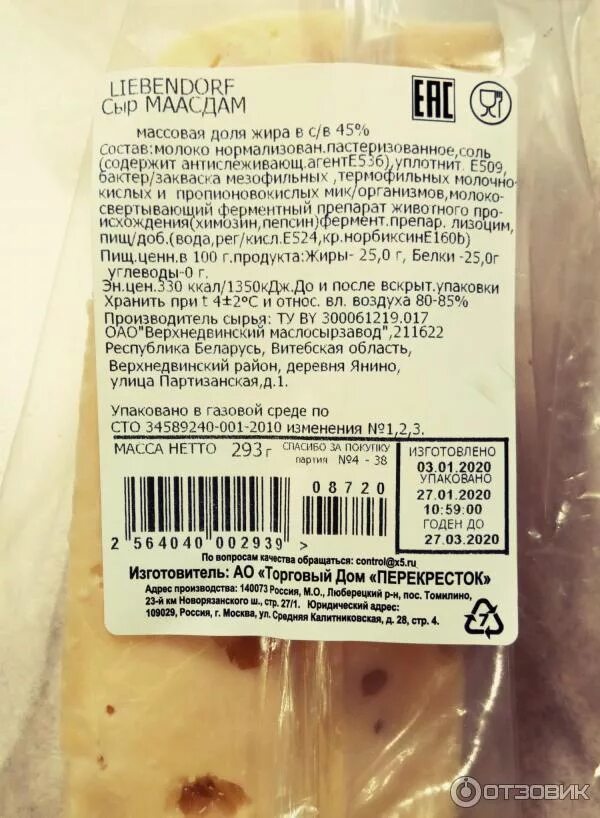 LIEBENDORF
Сыр МААСДАМ
EAC
массовая доля жира в с/в 45%
Состав:молоко нормализован.пастеризованное,соль
(содержит антислеживающ.агентЕ536),уплотнит. Е509,
бактер/закваска мезофильных ,термофильных молочно-
кислых и пропионовокислых мик/организмов,молоко-
свертывающий ферментный препарат животного про-
исхождения(химозин,пепсин)фермент.препар. лизоцим,
пищ/доб.(вода,рег/кисл.Е524,кр.норбиксинЕ160b)
Пищ.ценн.в 100 г.продукта:Жиры- 25,0 г, Белки -25,0г
углеводы-0 г.
Эн.цен.330 ккал/1350кДж.До и после вскрыт.упаковки
Хранить при t 4±2°С и относ. вл. воздуха 80-85%
Производитель сырья: ТУ BY 300061219.017
ОАО"Верхнедвинский маслосырзавод",211622
Республика Беларусь, Витебская область,
Верхнедвинский район, деревня Янино,
улица Партизанская,д.1.
Упаковано в газовой среде по
СТО 34589240-001-2010 изменения №1,2,3.
МАССА НЕТТО 293 г СПАСИБО ЗА ПОКУПКУ
партия №4 - 38
ИЗГОТОВЛЕНО
03.01.2020
УПАКОВАНО
27.01.2020
10:59:00
ГОДЕН ДО
27.03.2020
08720
2 564040 002939 >
По вопросам качества обращаться: control@x5.ru
Изготовитель: АО «Торговый Дом «ПЕРЕКРЕСТОК»
Адрес производства: 140073 Россия, М.О., Люберецкий р-н, пос. Томилино,
23-й км Новорязанского ш., стр. 27/1. Юридический адрес:
109029, Россия, г. Москва, ул. Средняя Калитниковская, д. 28, стр. 4.
7
ОТЗОВИК